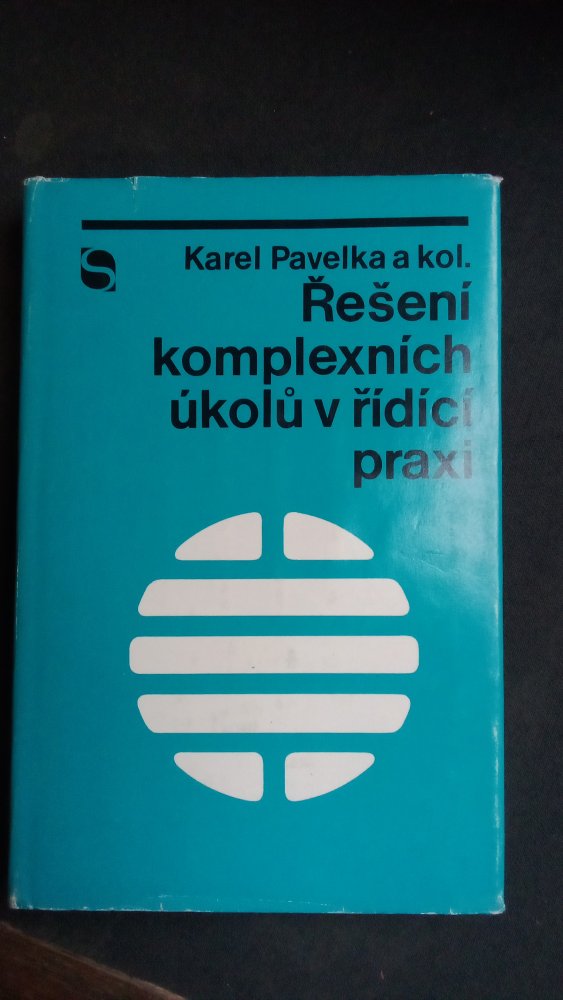 S
Karel Pavelka a kol.
Řešení
komplexních
úkolů v řídící
praxi